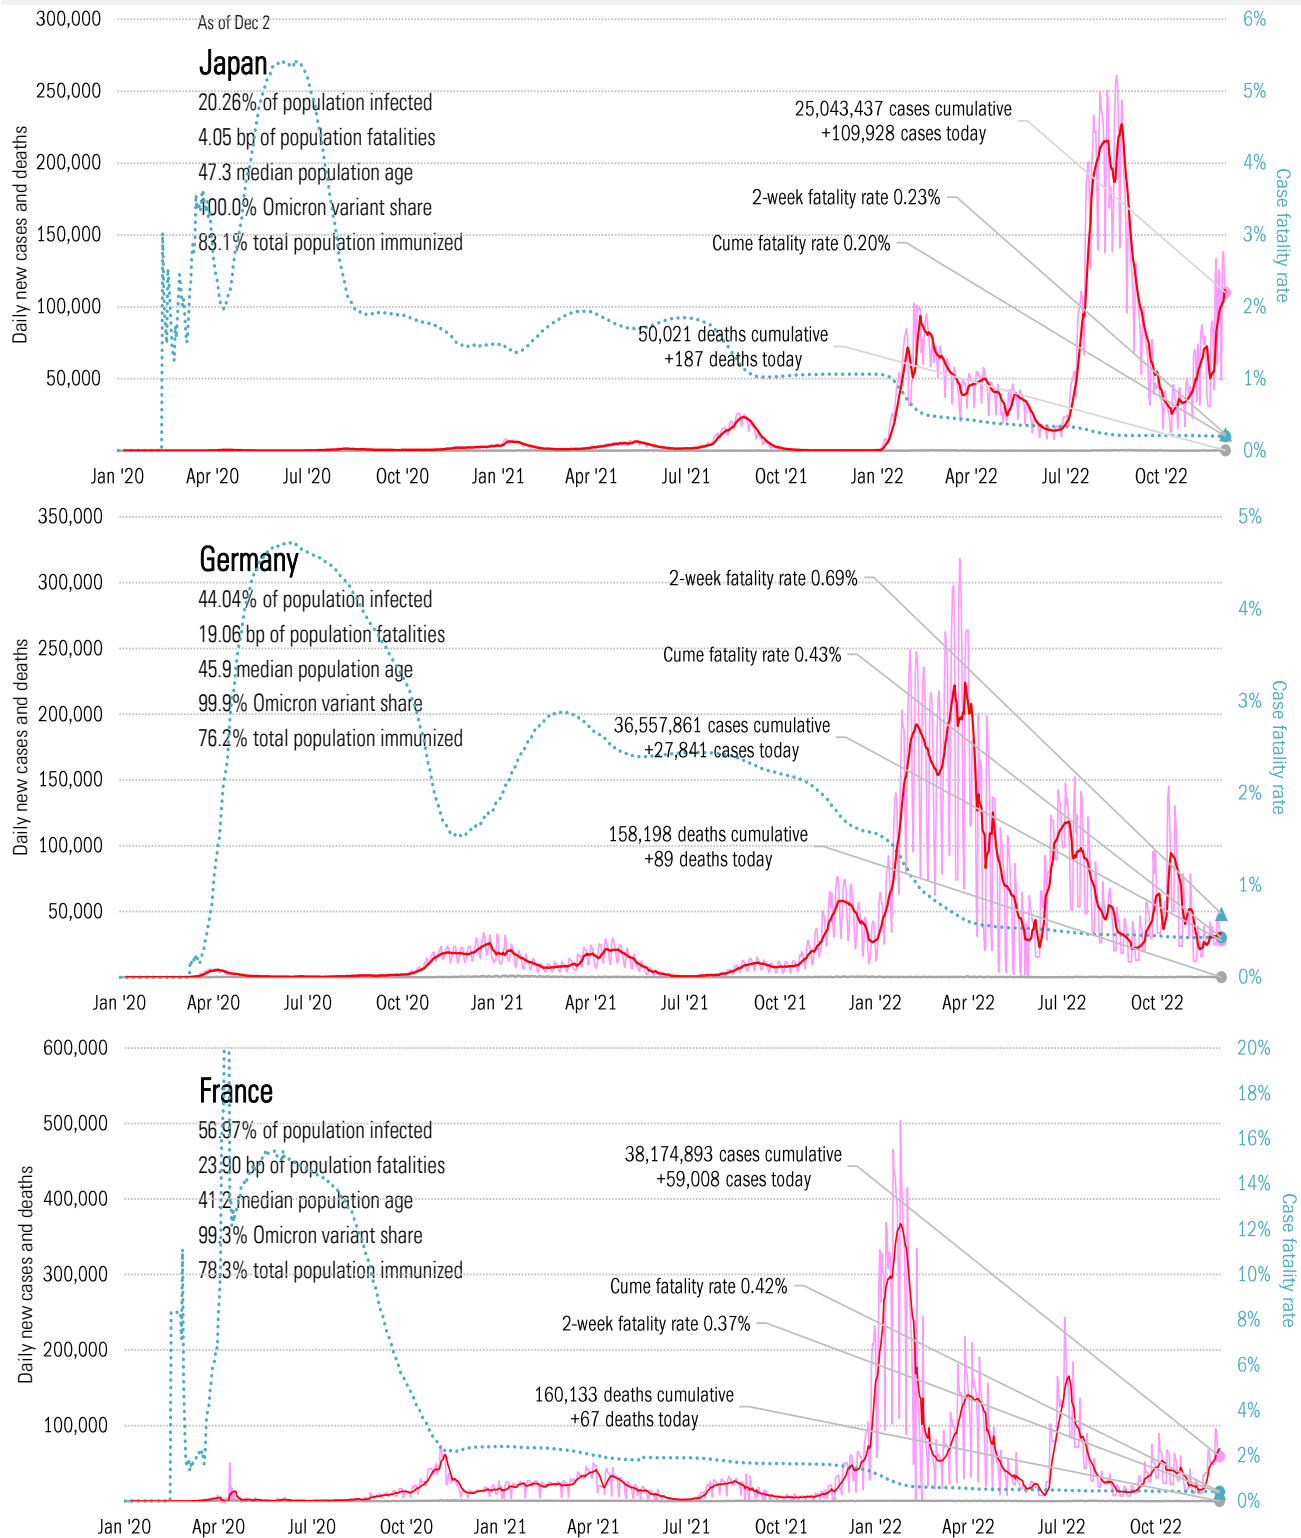 As of Dec 2
Japan
20.26% of population infected
4.05 bp of population fatalities
47.3 median population age
100.0% Omicron variant share
83.1% total population immunized
25,043,437 cases cumulative
+109,928 cases today
2-week fatality rate 0.23%
Cume fatality rate 0.20%
50,021 deaths cumulative
+187 deaths today
Daily new cases and deaths
300,000
250,000
200,000
150,000
100,000
50,000
Case fatality rate
6%
5%
4%
3%
2%
1%
0%
Jan '20 Apr '20 Jul '20 Oct '20 Jan '21 Apr '21 Jul '21 Oct '21 Jan '22 Apr '22 Jul '22 Oct '22
Germany
44.04% of population infected
19.06 bp of population fatalities
45.9 median population age
99.9% Omicron variant share
76.2% total population immunized
2-week fatality rate 0.69%
Cume fatality rate 0.43%
36,557,861 cases cumulative
+27,841 cases today
158,198 deaths cumulative
+89 deaths today
Daily new cases and deaths
350,000
300,000
250,000
200,000
150,000
100,000
50,000
Case fatality rate
5%
4%
3%
2%
1%
0%
Jan '20 Apr '20 Jul '20 Oct '20 Jan '21 Apr '21 Jul '21 Oct '21 Jan '22 Apr '22 Jul '22 Oct '22
France
56.97% of population infected
23.90 bp of population fatalities
41.2 median population age
99.3% Omicron variant share
78.3% total population immunized
38,174,893 cases cumulative
+59,008 cases today
Cume fatality rate 0.42%
2-week fatality rate 0.37%
160,133 deaths cumulative
+67 deaths today
Daily new cases and deaths
600,000
500,000
400,000
300,000
200,000
100,000
Case fatality rate
20%
18%
16%
14%
12%
10%
8%
6%
4%
2%
0%
Jan '20 Apr '20 Jul '20 Oct '20 Jan '21 Apr '21 Jul '21 Oct '21 Jan '22 Apr '22 Jul '22 Oct '22